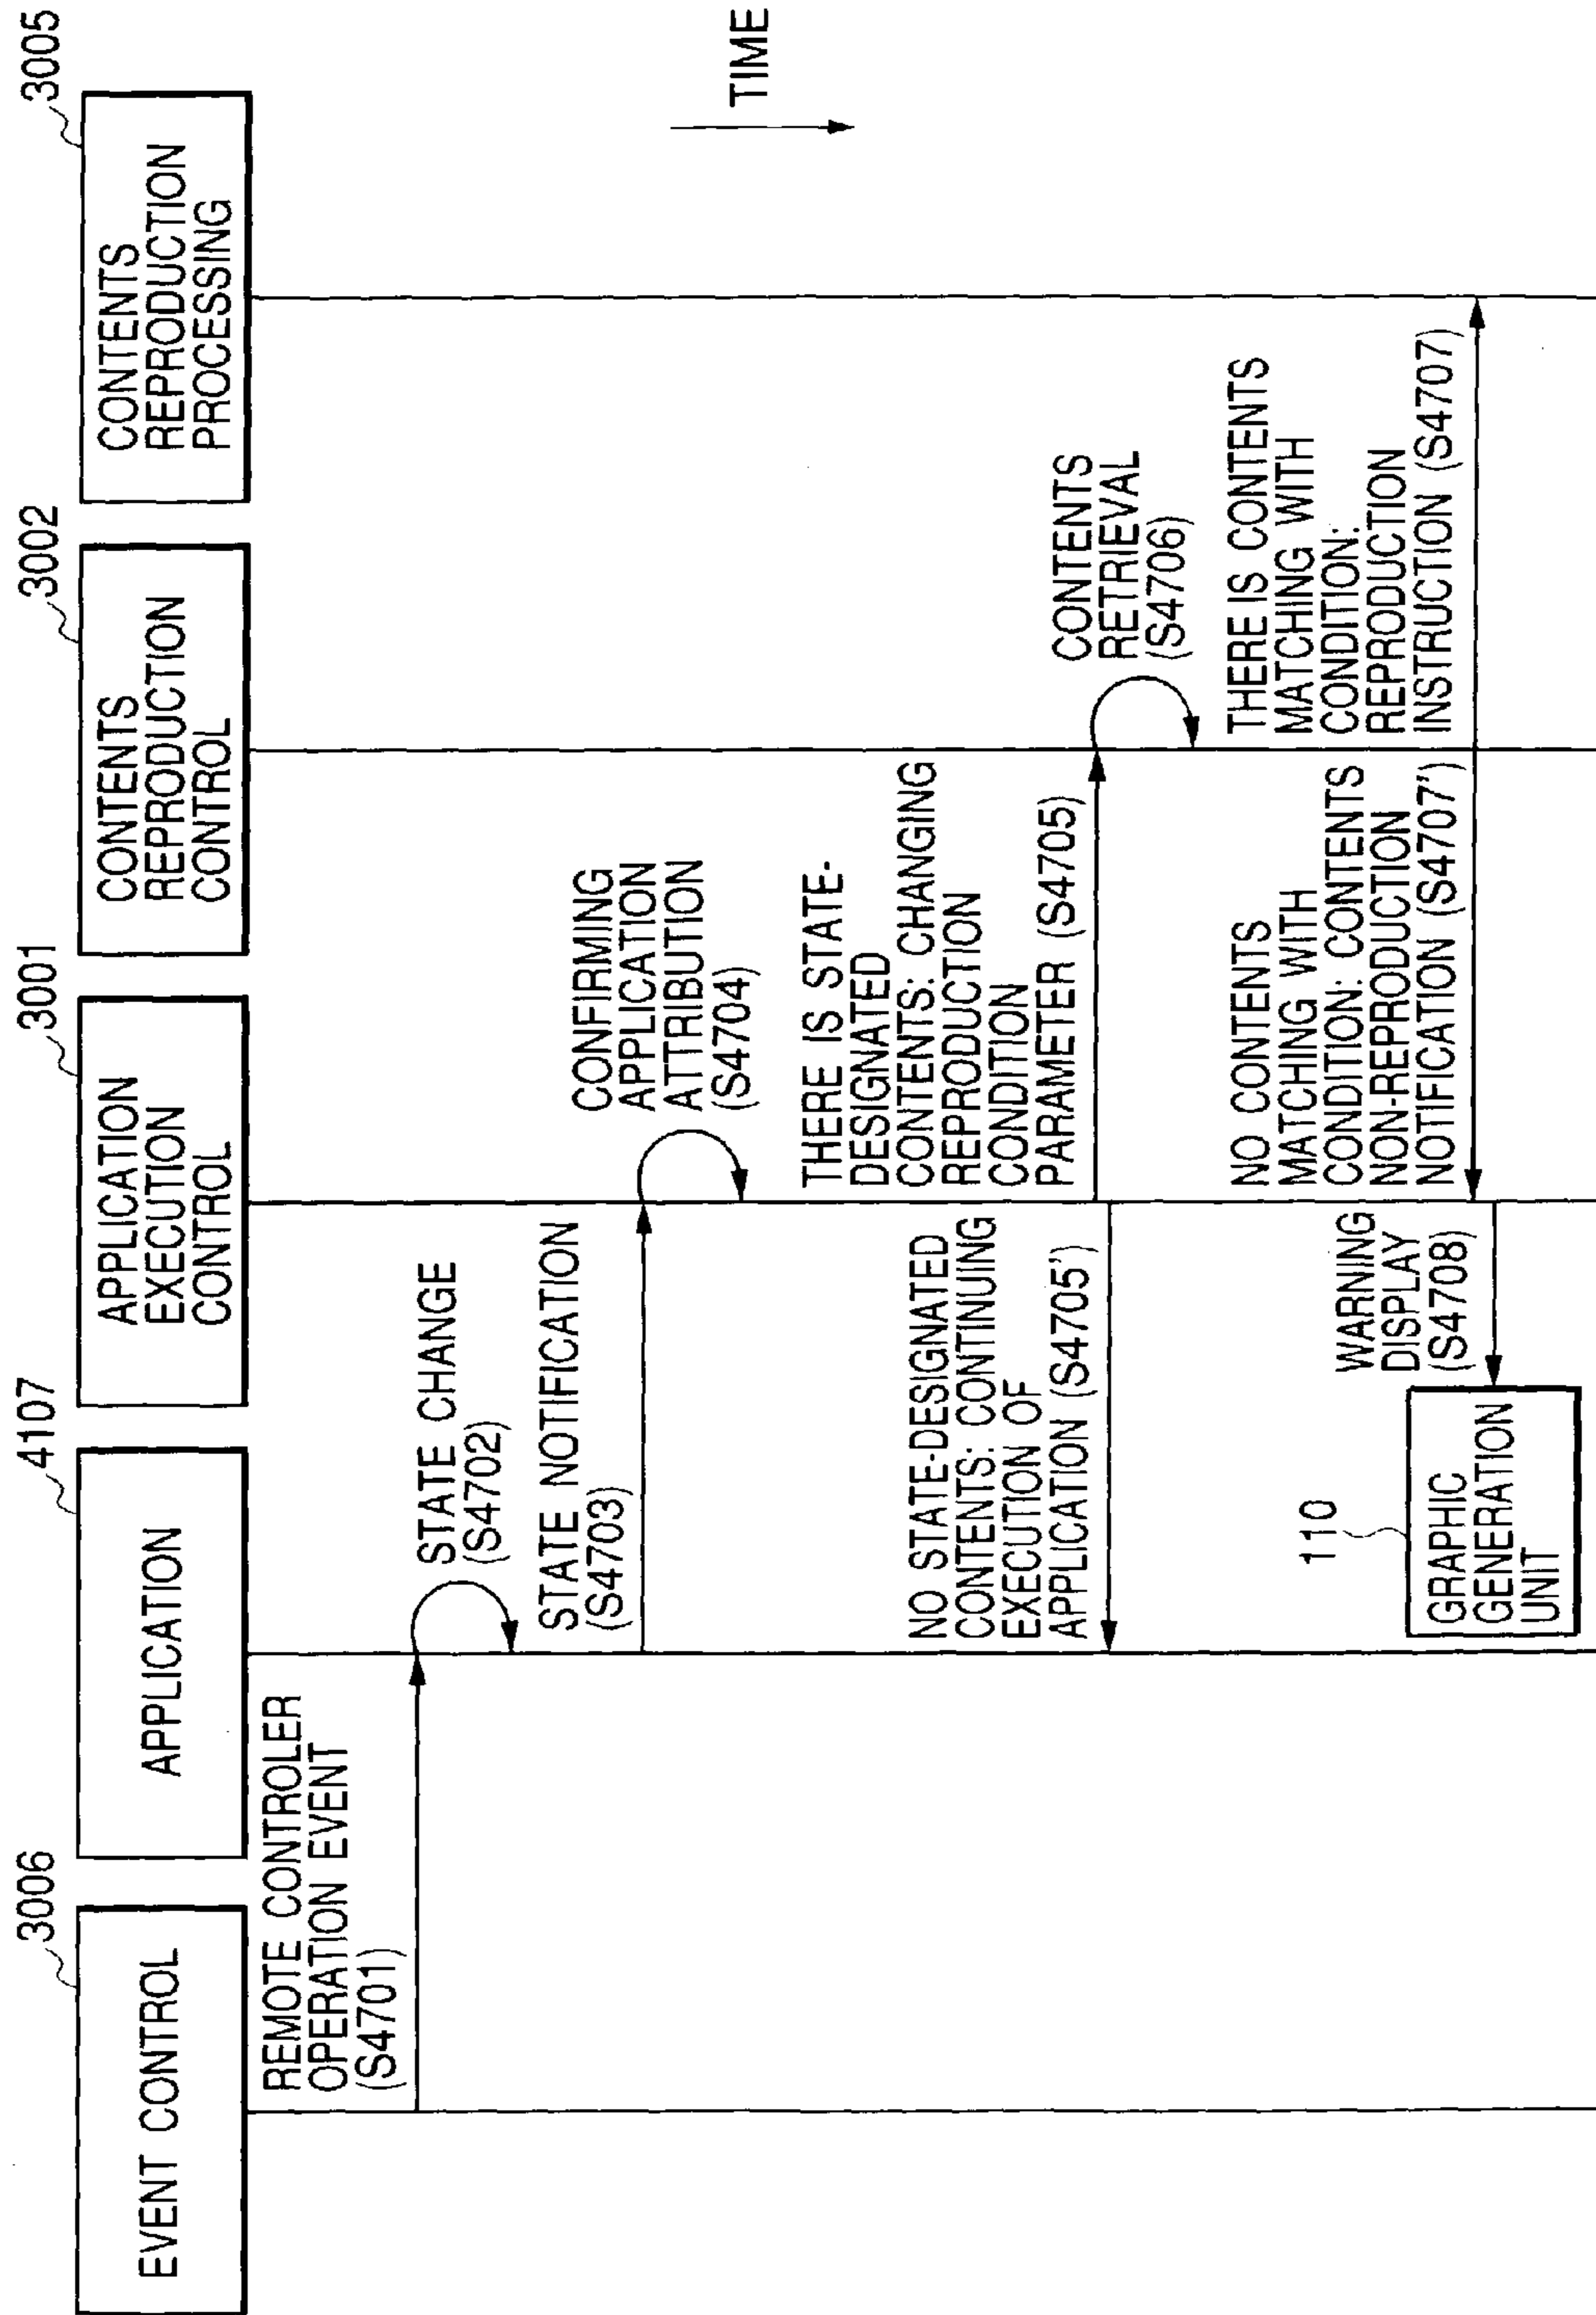 3006
EVENT CONTROL
4107
APPLICATION
3001
APPLICATION
EXECUTION
CONTROL
3002
CONTENTS
REPRODUCTION
CONTROL
3005
CONTENTS
REPRODUCTION
PROCESSING
TIME
REMOTE CONTROLER
OPERATION EVENT
(S4701)
STATE CHANGE
(S4702)
STATE NOTIFICATION
(S4703)
CONFIRMING
APPLICATION
ATTRIBUTION
(S4704)
THERE IS STATE-
DESIGNATED
CONTENTS: CHANGING
REPRODUCTION
CONDITION
PARAMETER (S4705)
NO STATE-DESIGNATED
CONTENTS: CONTINUING
EXECUTION OF
APPLICATION (S4705')
CONTENTS
RETRIEVAL
(S4706)
THERE IS CONTENTS
MATCHING WITH
CONDITION:
REPRODUCTION
INSTRUCTION (S4707)
NO CONTENTS
MATCHING WITH
CONDITION: CONTENTS
NON-REPRODUCTION
NOTIFICATION (S4707')
WARNING
DISPLAY
(S4708)
110
GRAPHIC
GENERATION
UNIT